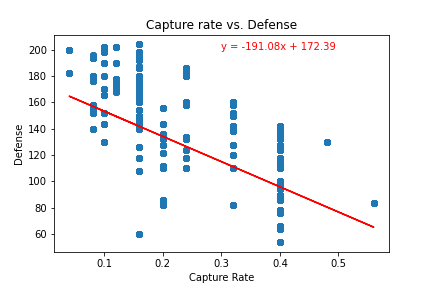 Capture rate vs. Defense
y = -191.08x + 172.39
Defense
200
180
160
140
120
100
80
60
0.1 0.2 0.3 0.4 0.5
Capture Rate